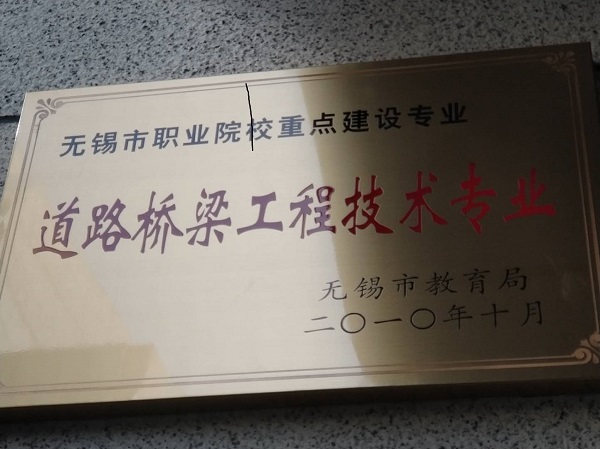 无锡市职业院校重点建设专业
道路桥梁工程技术专业
无锡市教育局
二〇一〇年十月